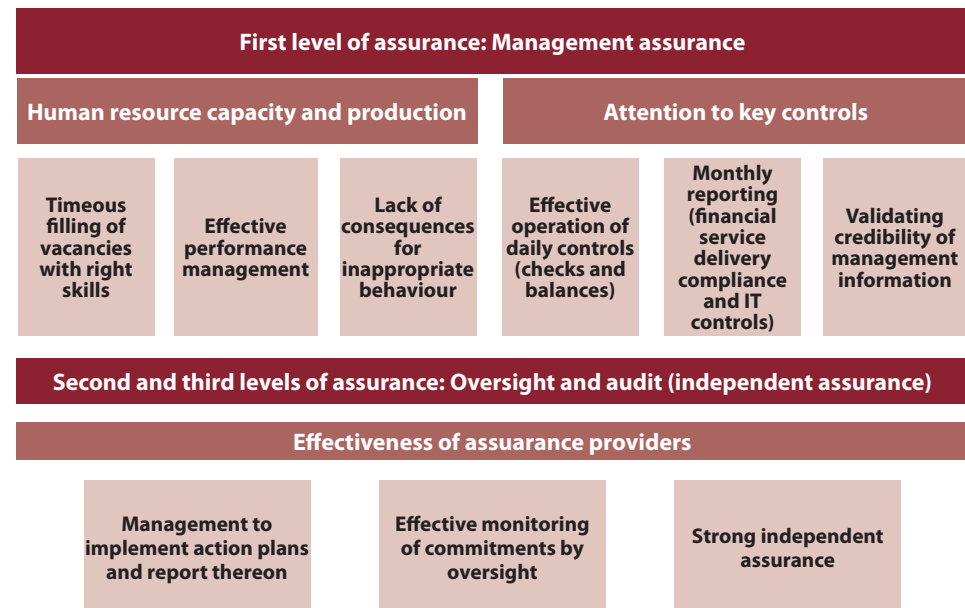 First level of assurance: Management assurance
Human resource capacity and production
Attention to key controls
Timeous
filling of
vacancies
with right
skills
Effective
performance
management
Lack of
consequences
for
inappropriate
behaviour
Effective
operation of
daily controls
(checks and
balances)
Monthly
reporting
(financial
service
delivery
compliance
and IT
controls)
Validating
credibility of
management
information
Second and third levels of assurance: Oversight and audit (independent assurance)
Effectiveness of assuarance providers
Management to
implement action plans
and report thereon
Effective monitoring
of commitments by
oversight
Strong independent
assurance